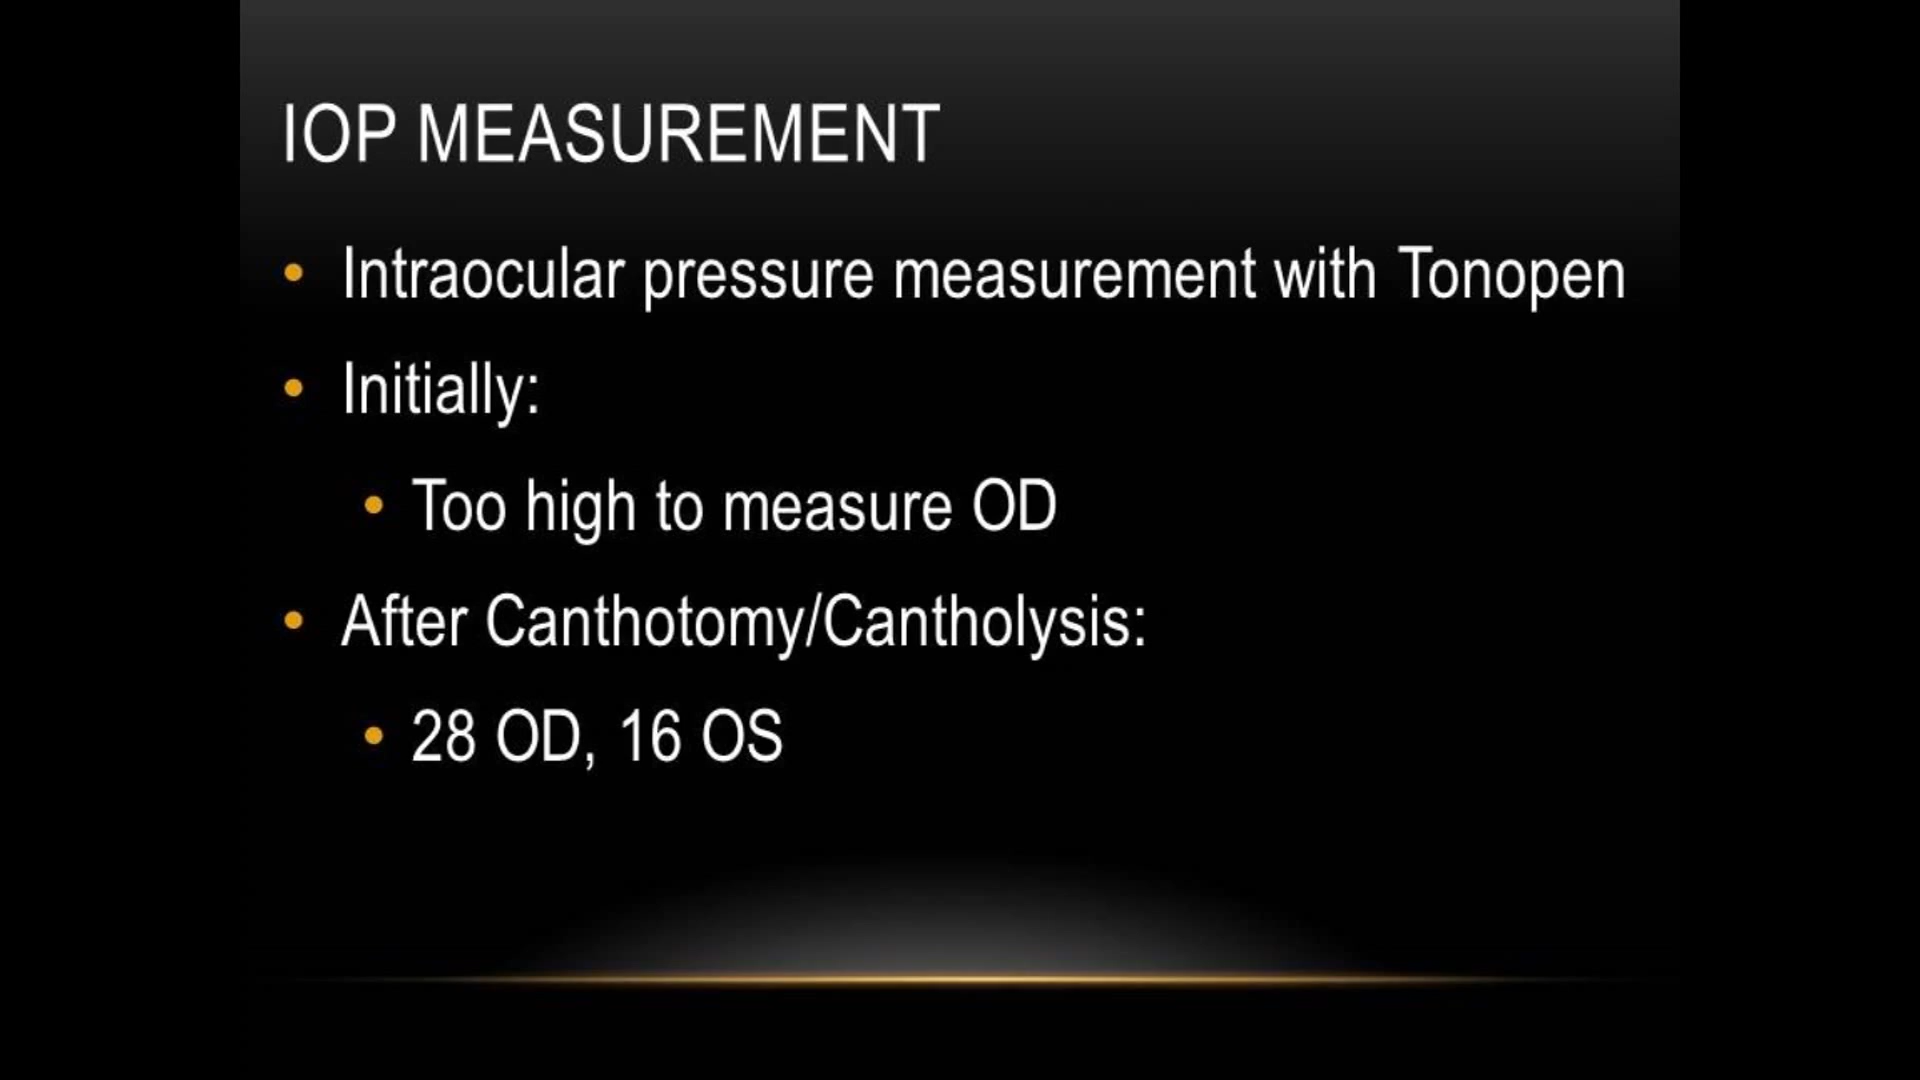 IOP MEASUREMENT
• Intraocular pressure measurement with Tonopen
• Initially:
• Too high to measure OD
• After Canthotomy/Cantholysis:
• 28 OD, 16 OS